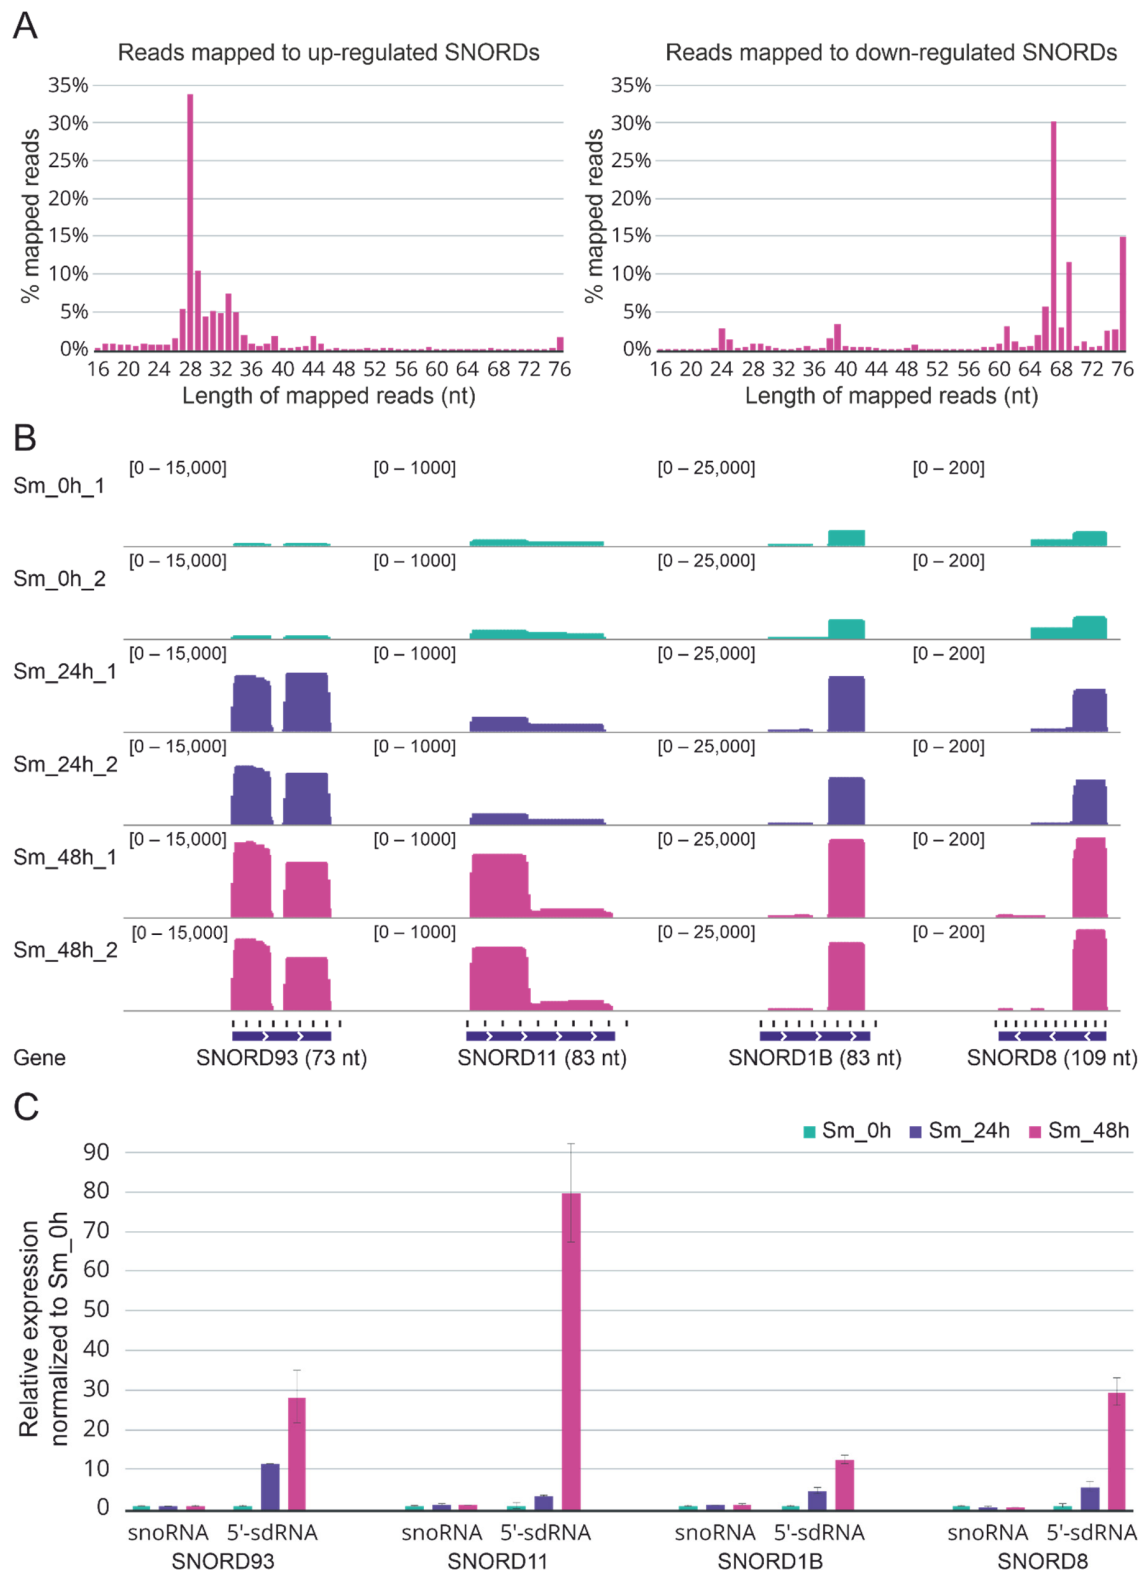 A
Reads mapped to up-regulated SNORDs
Reads mapped to down-regulated SNORDs
% mapped reads
35%
30%
25%
20%
15%
10%
5%
0%
16 20 24 28 32 36 40 44 48 52 56 60 64 68 72 76
Length of mapped reads (nt)
% mapped reads
35%
30%
25%
20%
15%
10%
5%
0%
16 20 24 28 32 36 40 44 48 52 56 60 64 68 72 76
Length of mapped reads (nt)
B
Sm_0h_1 [0 – 15,000] [0 – 1000] [0 – 25,000] [0 – 200]
Sm_0h_2 [0 – 15,000] [0 – 1000] [0 – 25,000] [0 – 200]
Sm_24h_1 [0 – 15,000] [0 – 1000] [0 – 25,000] [0 – 200]
Sm_24h_2 [0 – 15,000] [0 – 1000] [0 – 25,000] [0 – 200]
Sm_48h_1 [0 – 15,000] [0 – 1000] [0 – 25,000] [0 – 200]
Sm_48h_2 [0 – 15,000] [0 – 1000] [0 – 25,000] [0 – 200]
Gene SNORD93 (73 nt) SNORD11 (83 nt) SNORD1B (83 nt) SNORD8 (109 nt)
C
Sm_0h Sm_24h Sm_48h
Relative expression
normalized to Sm_0h
90
80
70
60
50
40
30
20
10
0
snoRNA 5'-sdRNA snoRNA 5'-sdRNA snoRNA 5'-sdRNA snoRNA 5'-sdRNA
SNORD93 SNORD11 SNORD1B SNORD8